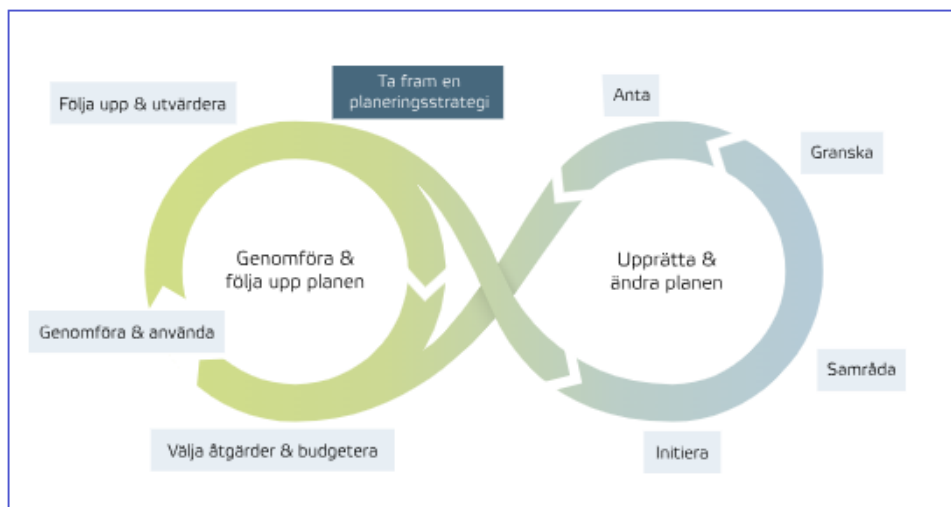 Ta fram en
planeringsstrategi
Följa upp & utvärdera
Anta
Granska
Genomföra &
följa upp planen
Upprätta &
ändra planen
Genomföra & använda
Samråda
Välja åtgärder & budgetera
Initiera